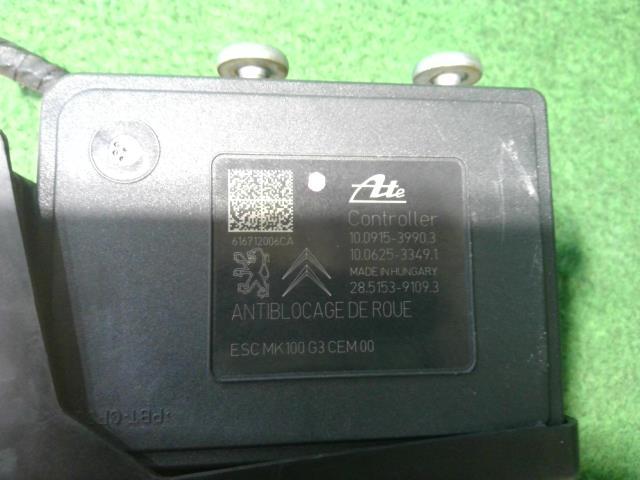 Ate
616712006CA
Controller
10.0915-3990.3
10.0625-3349.1
MADE IN HUNGARY
28.5153-9109.3
ANTIBLOCAGE DE ROUE
ESC MK100 G3 CEM 00